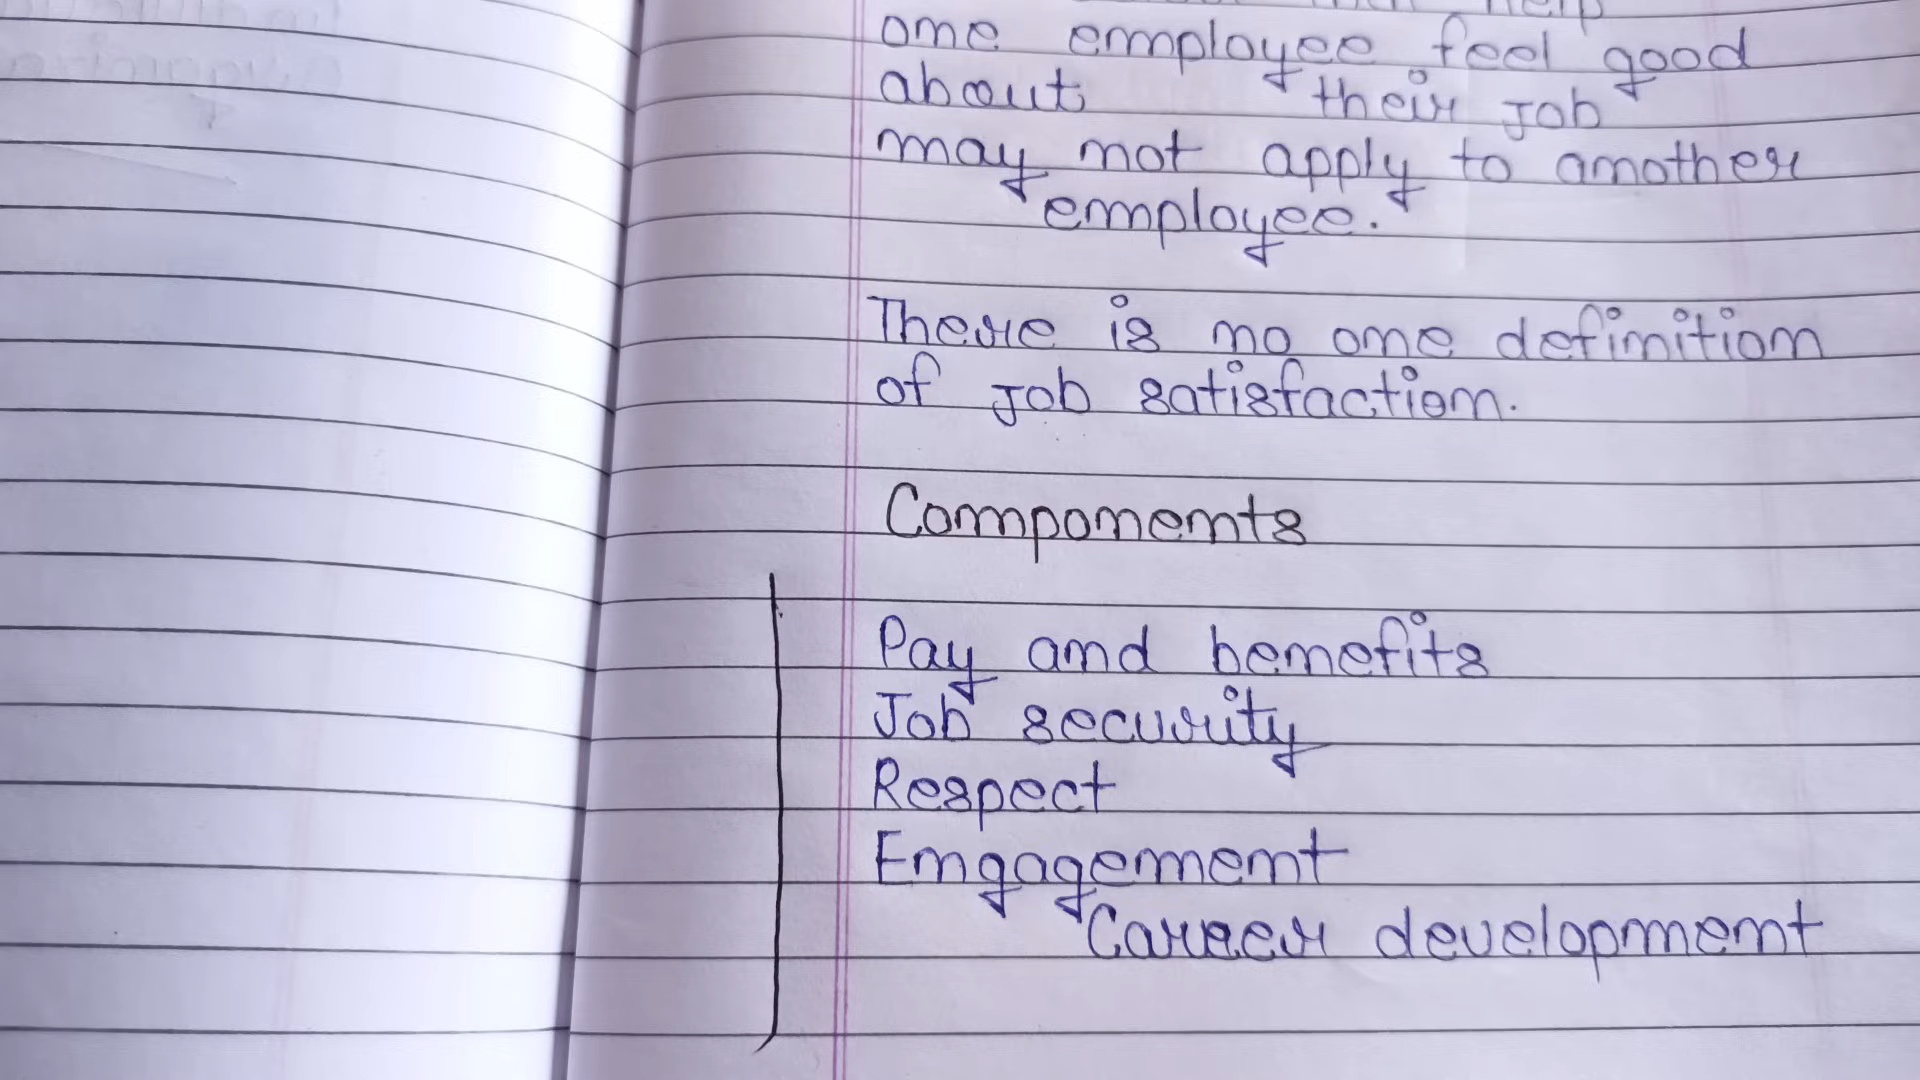 help
one employee feel good
about their Job
may not apply to another
employee.
There is no one definition
of Job satisfaction.
Components
Pay and benefits
Job security
Respect
Engagement
Career development